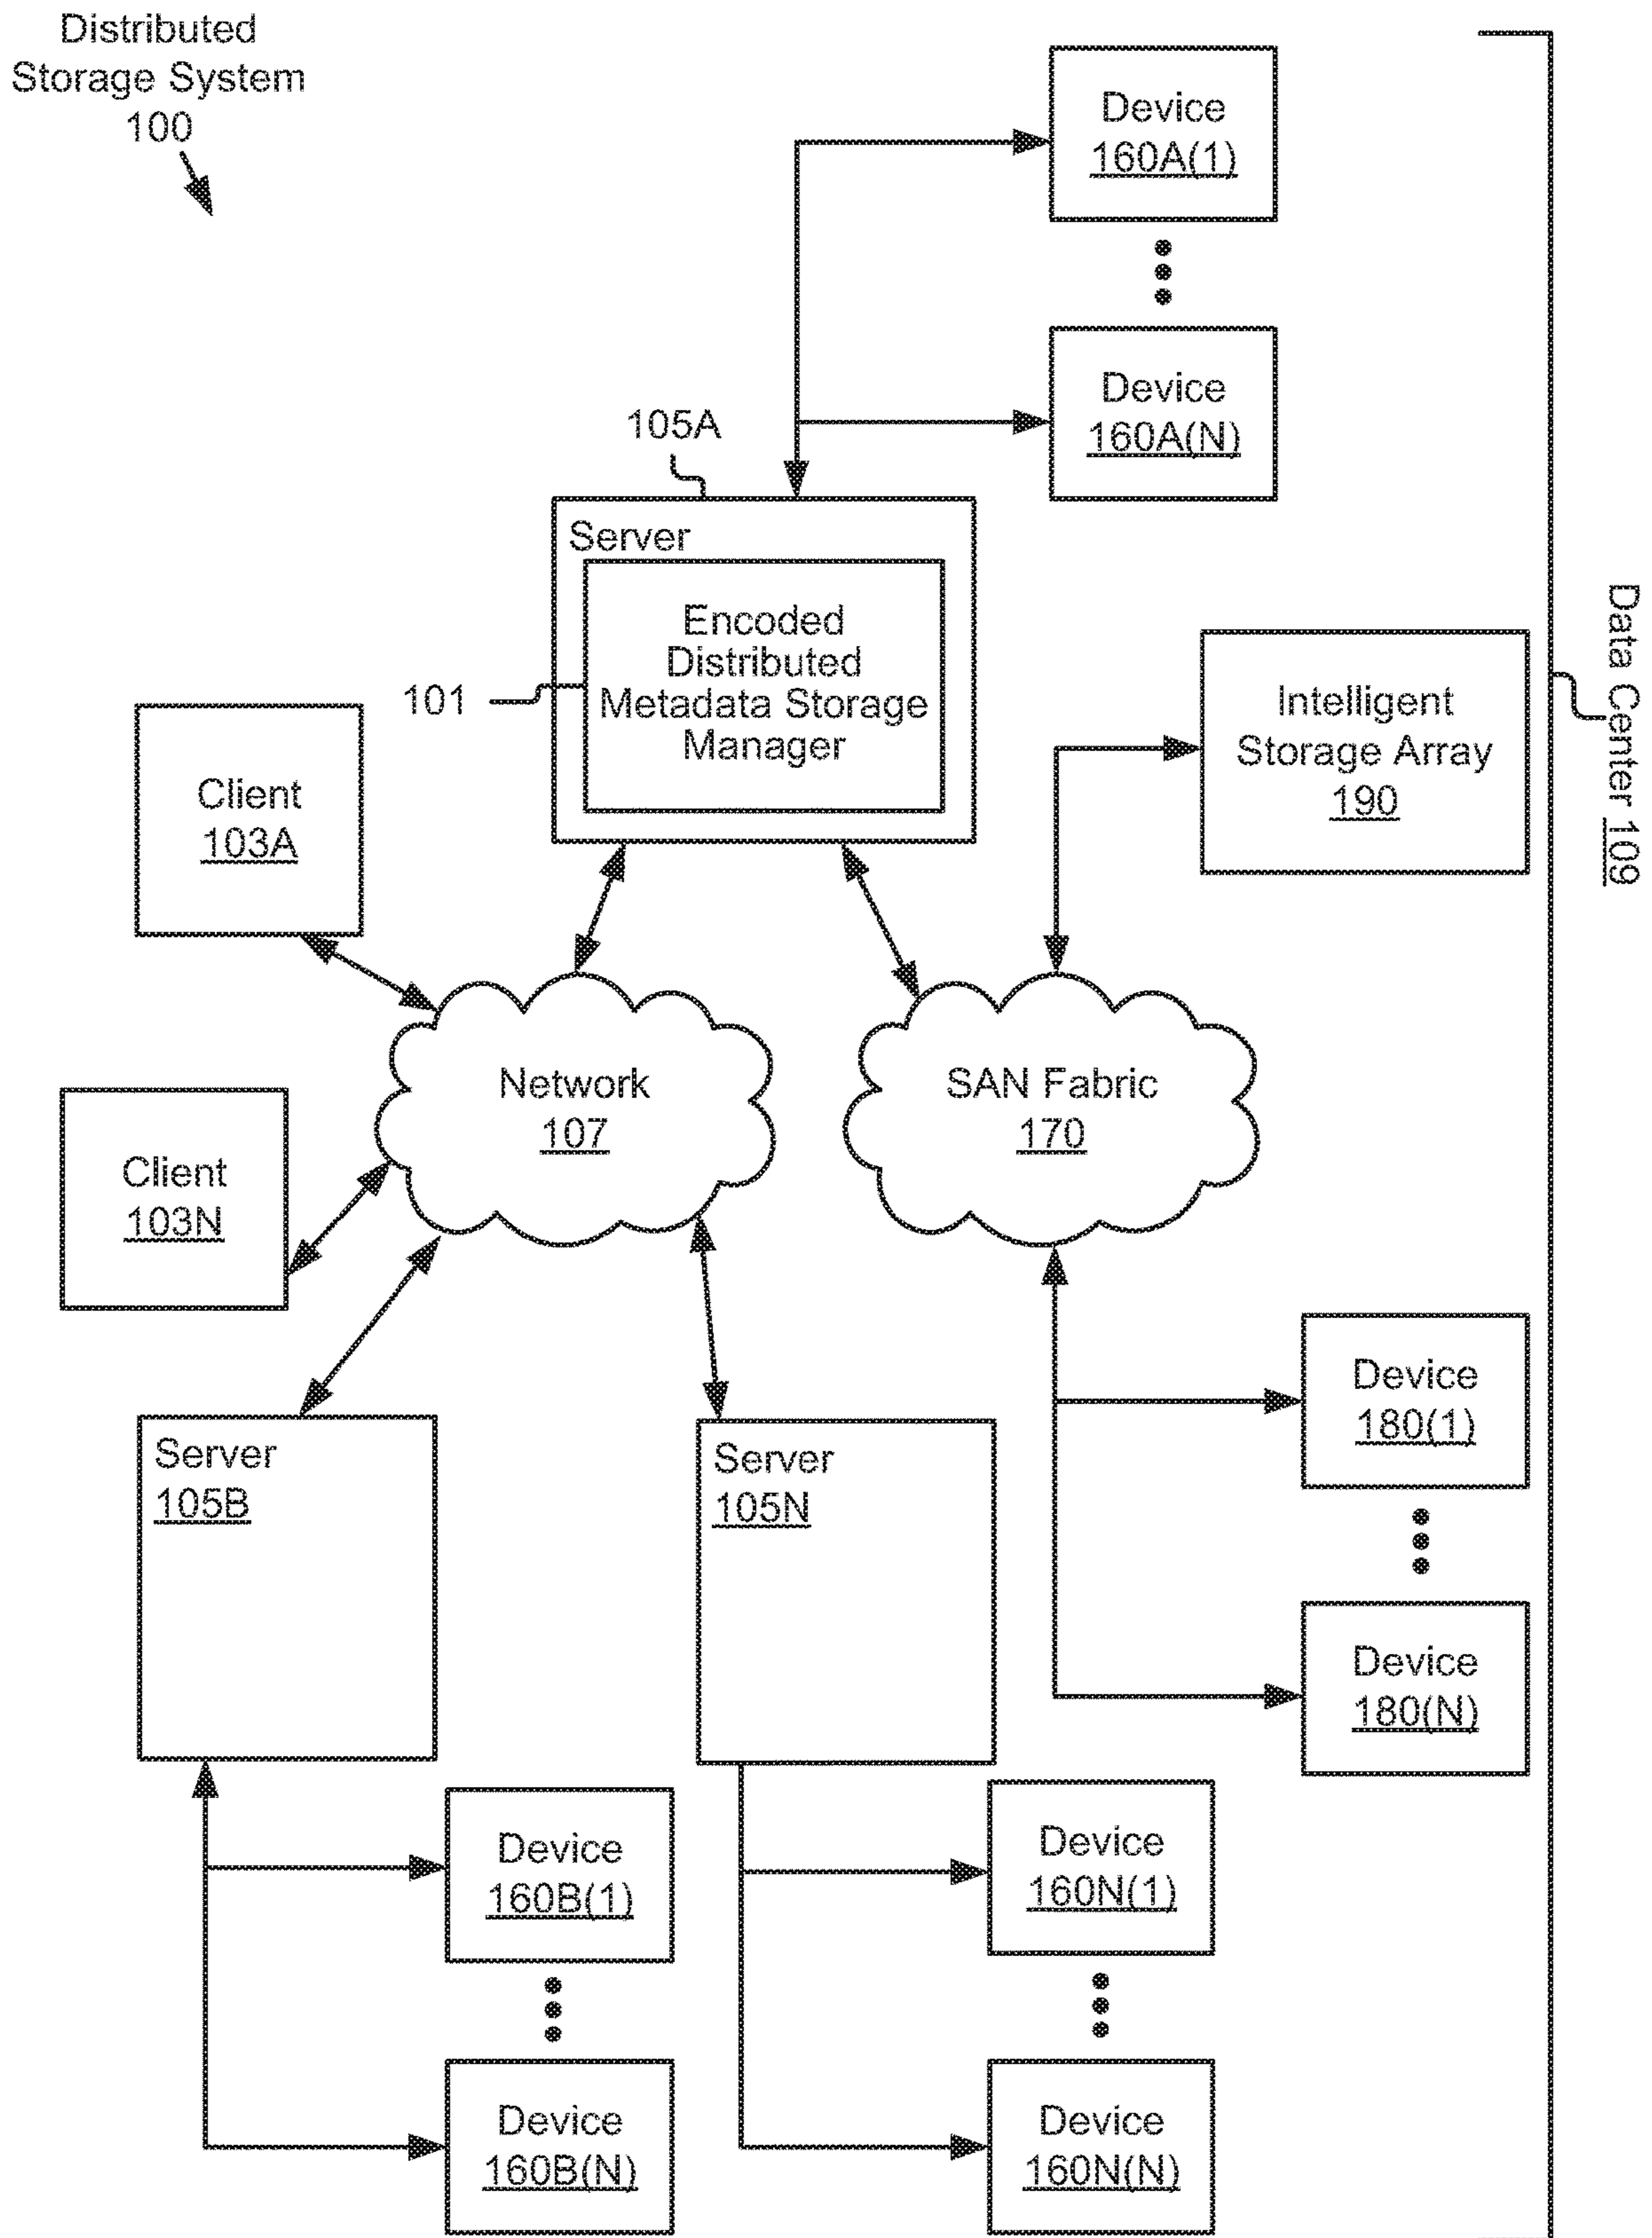 Distributed
Storage System
100
Device
160A(1)
Device
160A(N)
105A
Server
Encoded
Distributed
Metadata Storage
Manager
101
Intelligent
Storage Array
190
Data Center 109
Client
103A
Network
107
SAN Fabric
170
Client
103N
Device
180(1)
Server
105B
Server
105N
Device
180(N)
Device
160B(1)
Device
160N(1)
Device
160B(N)
Device
160N(N)